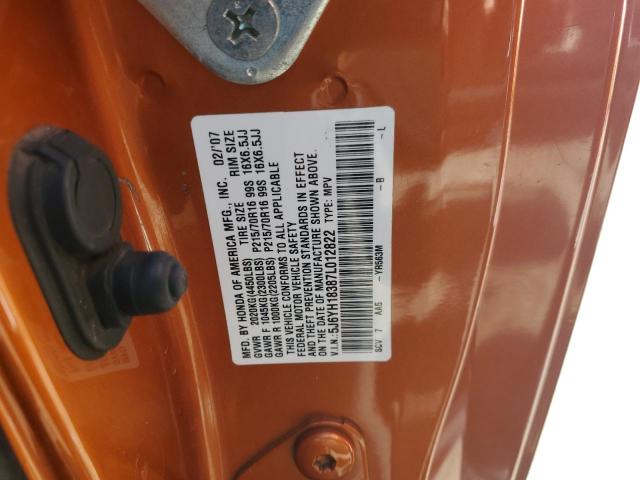 MFD. BY HONDA OF AMERICA MFG., INC. 02/'07
TIRE SIZE RIM SIZE
GVWR 2020KG(4450LBS)
GAWR F 1045KG(2300LBS) P215/70R16 99S 16X6.5JJ
GAWR R 1000KG(2205LBS) P215/70R16 99S 16X6.5JJ
THIS VEHICLE CONFORMS TO ALL APPLICABLE
FEDERAL MOTOR VEHICLE SAFETY
AND THEFT PREVENTION STANDARDS IN EFFECT
ON THE DATE OF MANUFACTURE SHOWN ABOVE.
V.I.N.:5J6YH18387L012822 TYPE: MPV
SCV 7 AA5 -YR563M -B -L